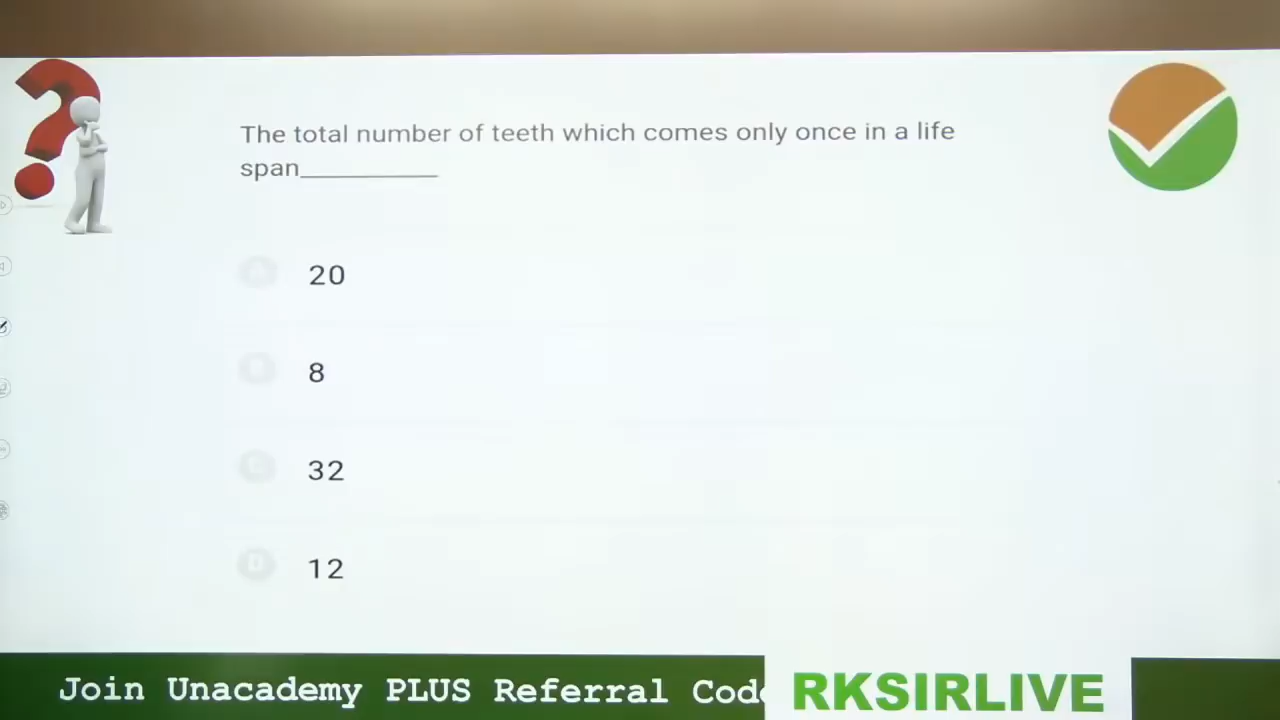 The total number of teeth which comes only once in a life
span__________
20
8
32
D 12
Join Unacademy PLUS Referral Code
RKSIRLIVE